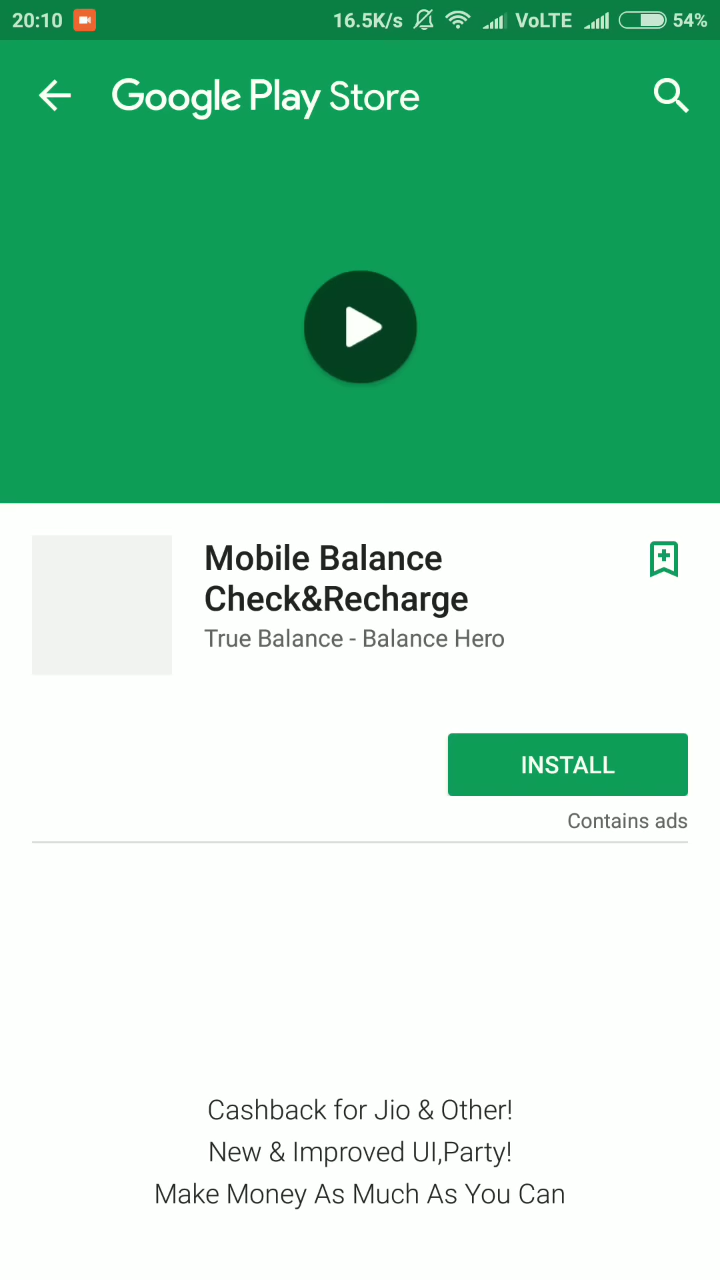 20:10 16.5K/s VoLTE 54%
Google Play Store
Mobile Balance
Check&Recharge
True Balance - Balance Hero
INSTALL
Contains ads
Cashback for Jio & Other!
New & Improved UI,Party!
Make Money As Much As You Can